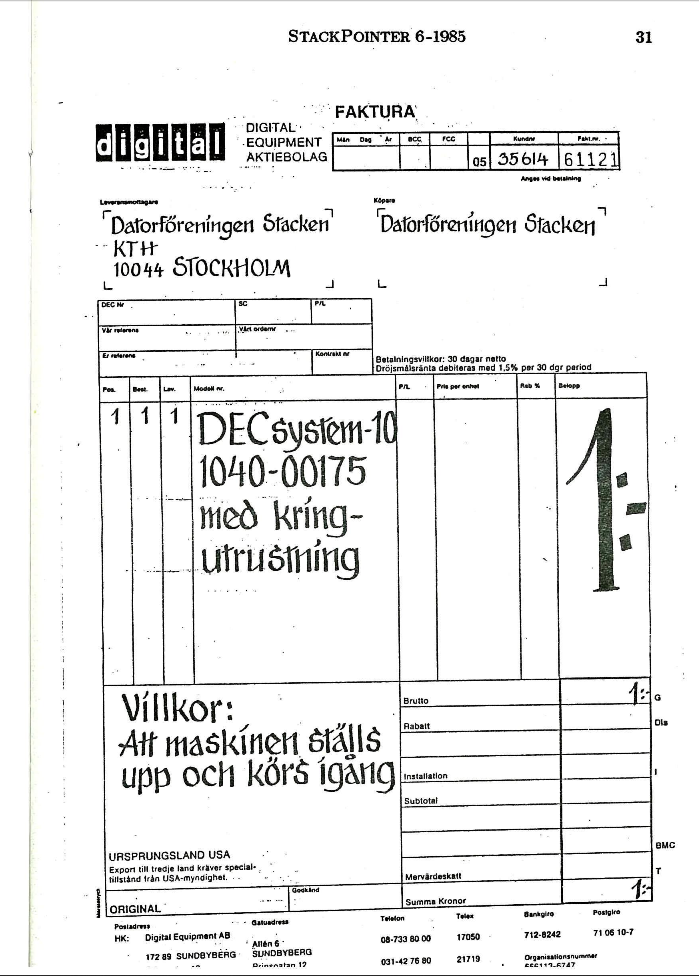 STACKPOINTER 6-1985 31
FAKTURA
digital
DIGITAL
EQUIPMENT
AKTIEBOLAG
Mån Dag År BCC FCC Kundnr Fakt.nr.
05 35614 61121
Anges vid betalning
Leveransmottagare Köpare
Datorföreningen Stacken Datorföreningen Stacken
KTH
10044 STOCKHOLM
DEC Nr SC P/L
Vår referens Vårt ordernr
Er referens Kontrakt nr
Betalningsvillkor: 30 dagar netto
Dröjsmålsränta debiteras med 1,5% per 30 dgr period
Pos. Best. Lev. Modell nr. P/L Pris per enhet Rab % Belopp
1 1 1 DECsystem-10 1:-
1040-00175
med kring-
utrustning
Villkor:
Att maskinen ställs
upp och körs igång
Brutto 1:- G
Rabatt Dis
Installation I
Subtotal
BMC
Mervärdeskatt T
Summa Kronor 1:-
URSPRUNGSLAND USA
Export till tredje land kräver special-
tillstånd från USA-myndighet.
Godkänd
ORIGINAL
Postadress Gatuadress Telefon Telex Bankgiro Postgiro
HK: Digital Equipment AB Allén 6 08-733 80 00 17050 712-8242 71 06 10-7
172 89 SUNDBYBERG SUNDBYBERG 031-42 76 80 21719 Organisationsnummer
Prinsgatan 12